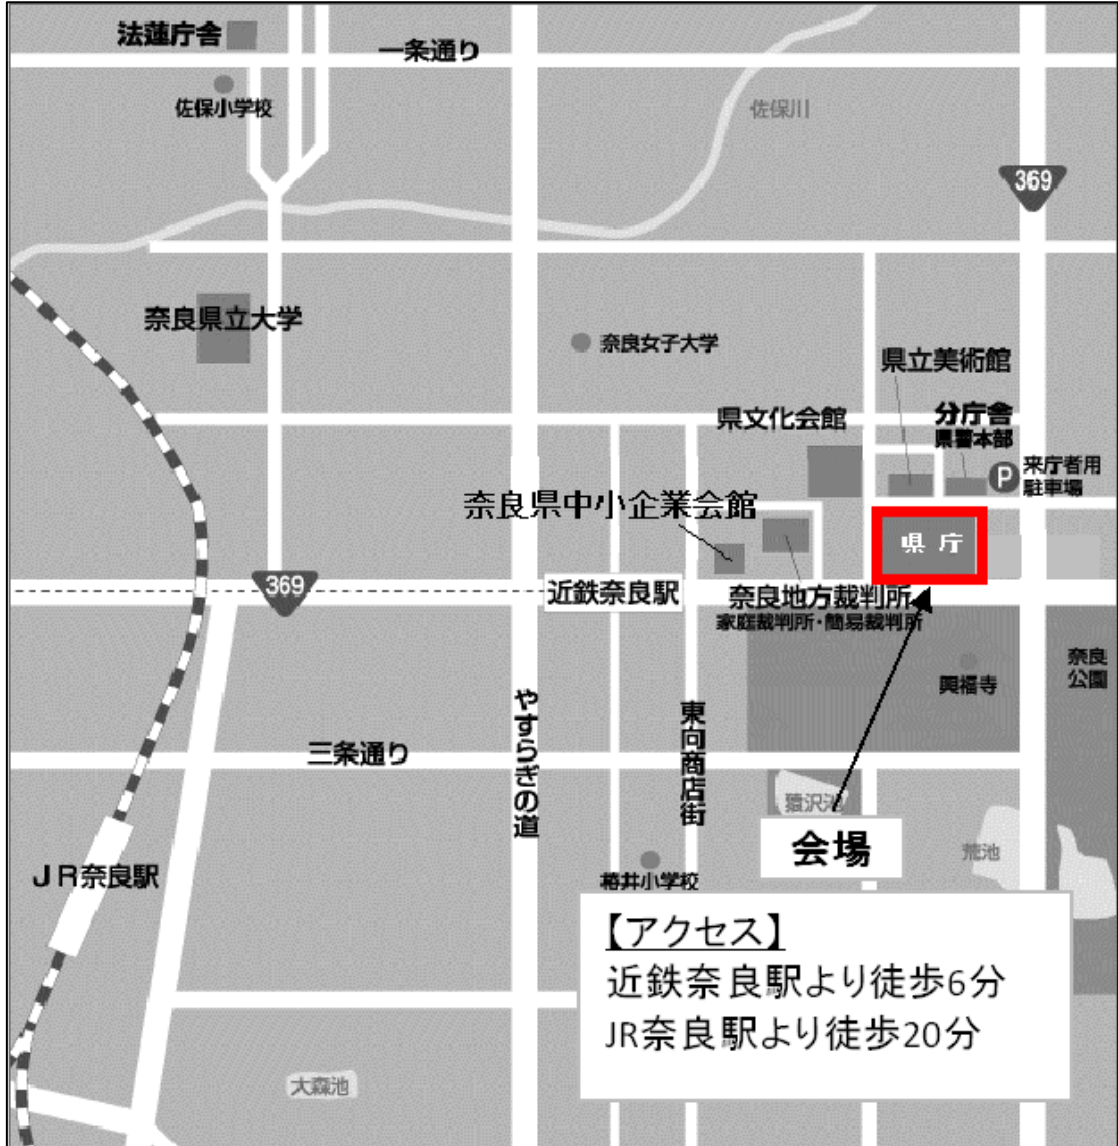 法蓮庁舎
一条通り
佐保小学校
佐保川
369
奈良県立大学
奈良女子大学
県立美術館
県文化会館
分庁舎
県警本部
P
来庁者用
駐車場
奈良県中小企業会館
県 庁
369
近鉄奈良駅
奈良地方裁判所
家庭裁判所・簡易裁判所
興福寺
奈良
公園
やすらぎの道
東向商店街
三条通り
猿沢池
会場
荒池
JR奈良駅
椿井小学校
【アクセス】
近鉄奈良駅より徒歩6分
JR奈良駅より徒歩20分
大森池